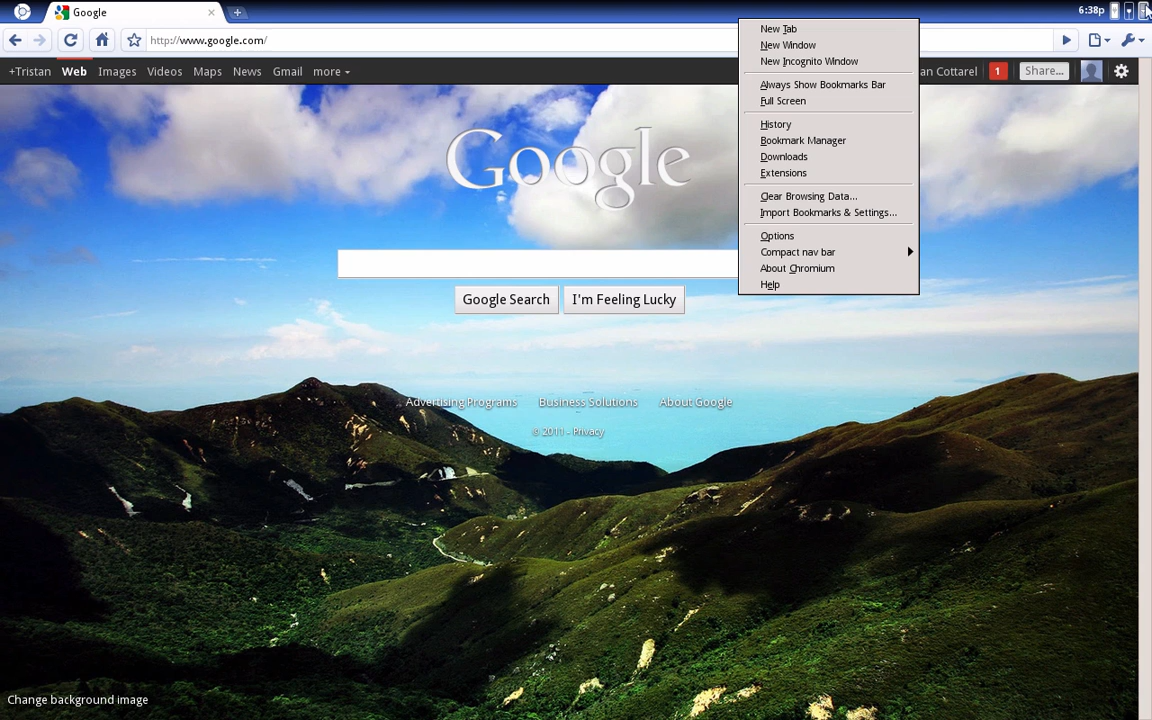 Google
6:38p
http://www.google.com/
+Tristan Web Images Videos Maps News Gmail more
an Cottarel 1 Share...
New Tab
New Window
New Incognito Window
Always Show Bookmarks Bar
Full Screen
History
Bookmark Manager
Downloads
Extensions
Clear Browsing Data...
Import Bookmarks & Settings...
Options
Compact nav bar
About Chromium
Help
Google
Google Search I'm Feeling Lucky
Advertising Programs Business Solutions About Google
© 2011 - Privacy
Change background image